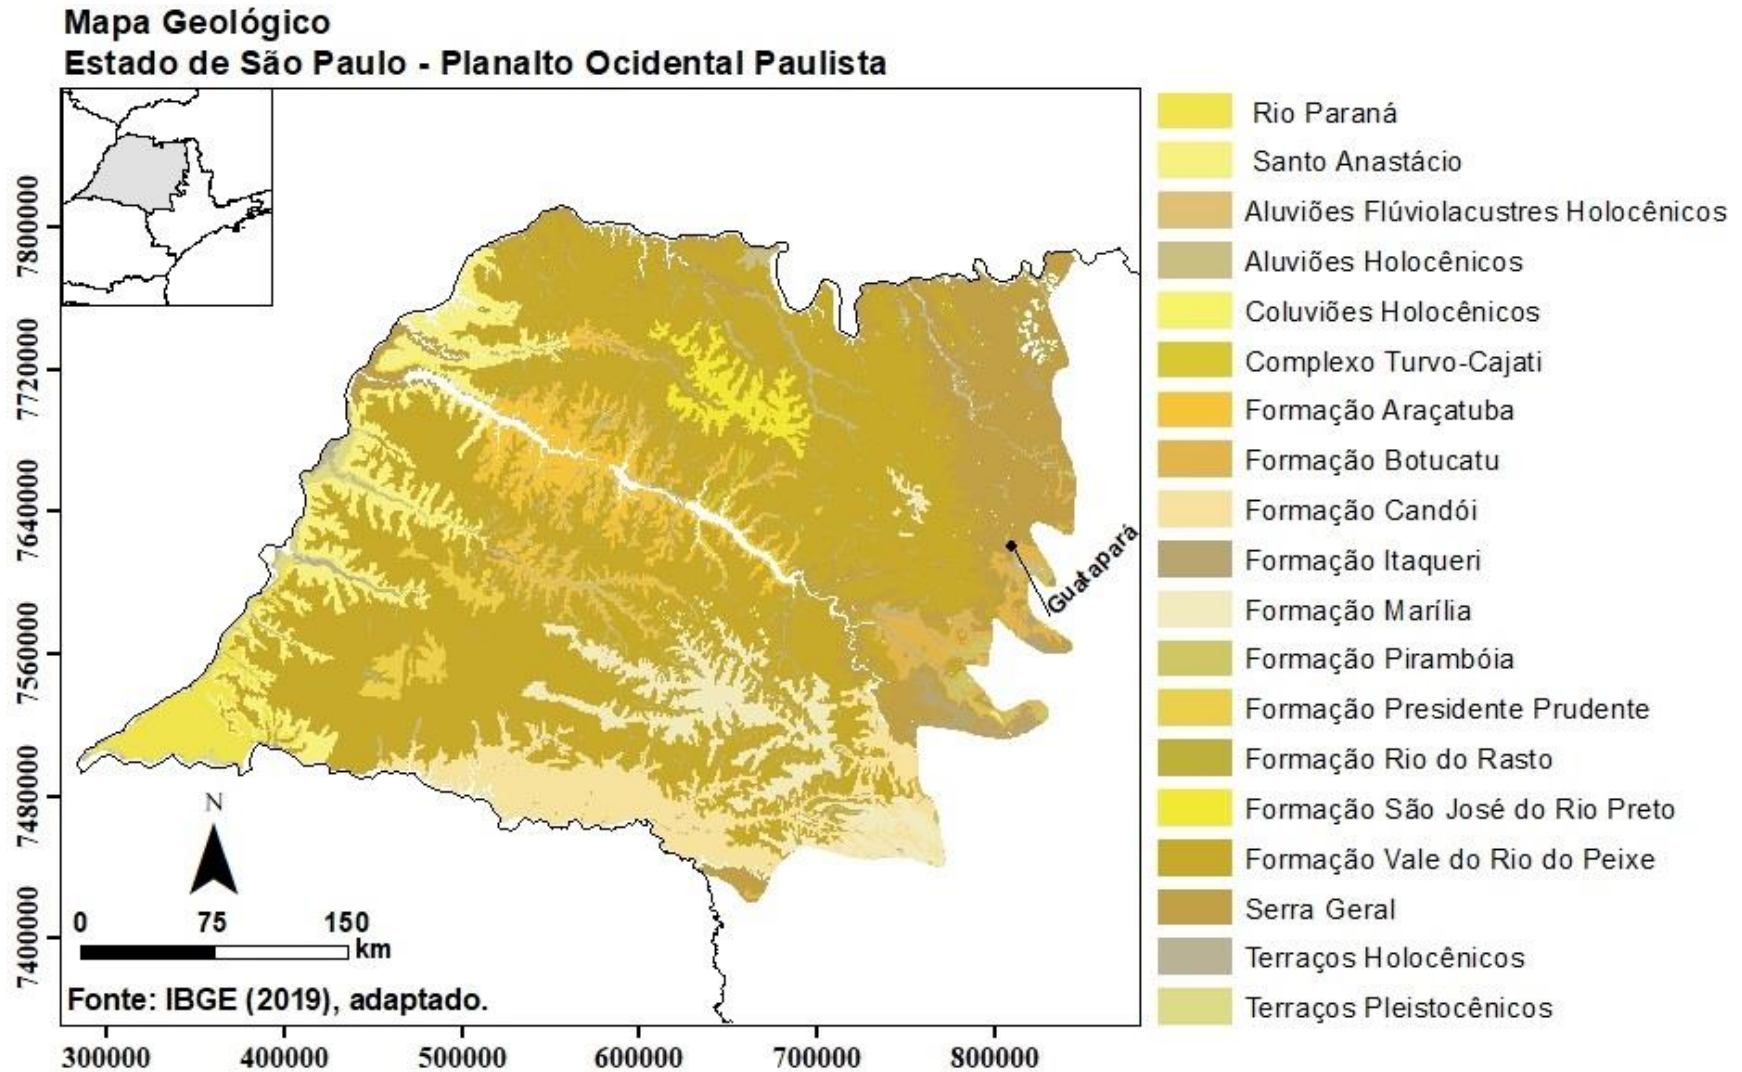 Mapa Geológico
Estado de São Paulo - Planalto Ocidental Paulista
7800000
7720000
7640000
7560000
7480000
7400000
Guatapará
N
0 75 150
km
Fonte: IBGE (2019), adaptado.
300000 400000 500000 600000 700000 800000
Rio Paraná
Santo Anastácio
Aluviões Flúviolacustres Holocênicos
Aluviões Holocênicos
Coluviões Holocênicos
Complexo Turvo-Cajati
Formação Araçatuba
Formação Botucatu
Formação Candói
Formação Itaqueri
Formação Marília
Formação Pirambóia
Formação Presidente Prudente
Formação Rio do Rasto
Formação São José do Rio Preto
Formação Vale do Rio do Peixe
Serra Geral
Terraços Holocênicos
Terraços Pleistocênicos